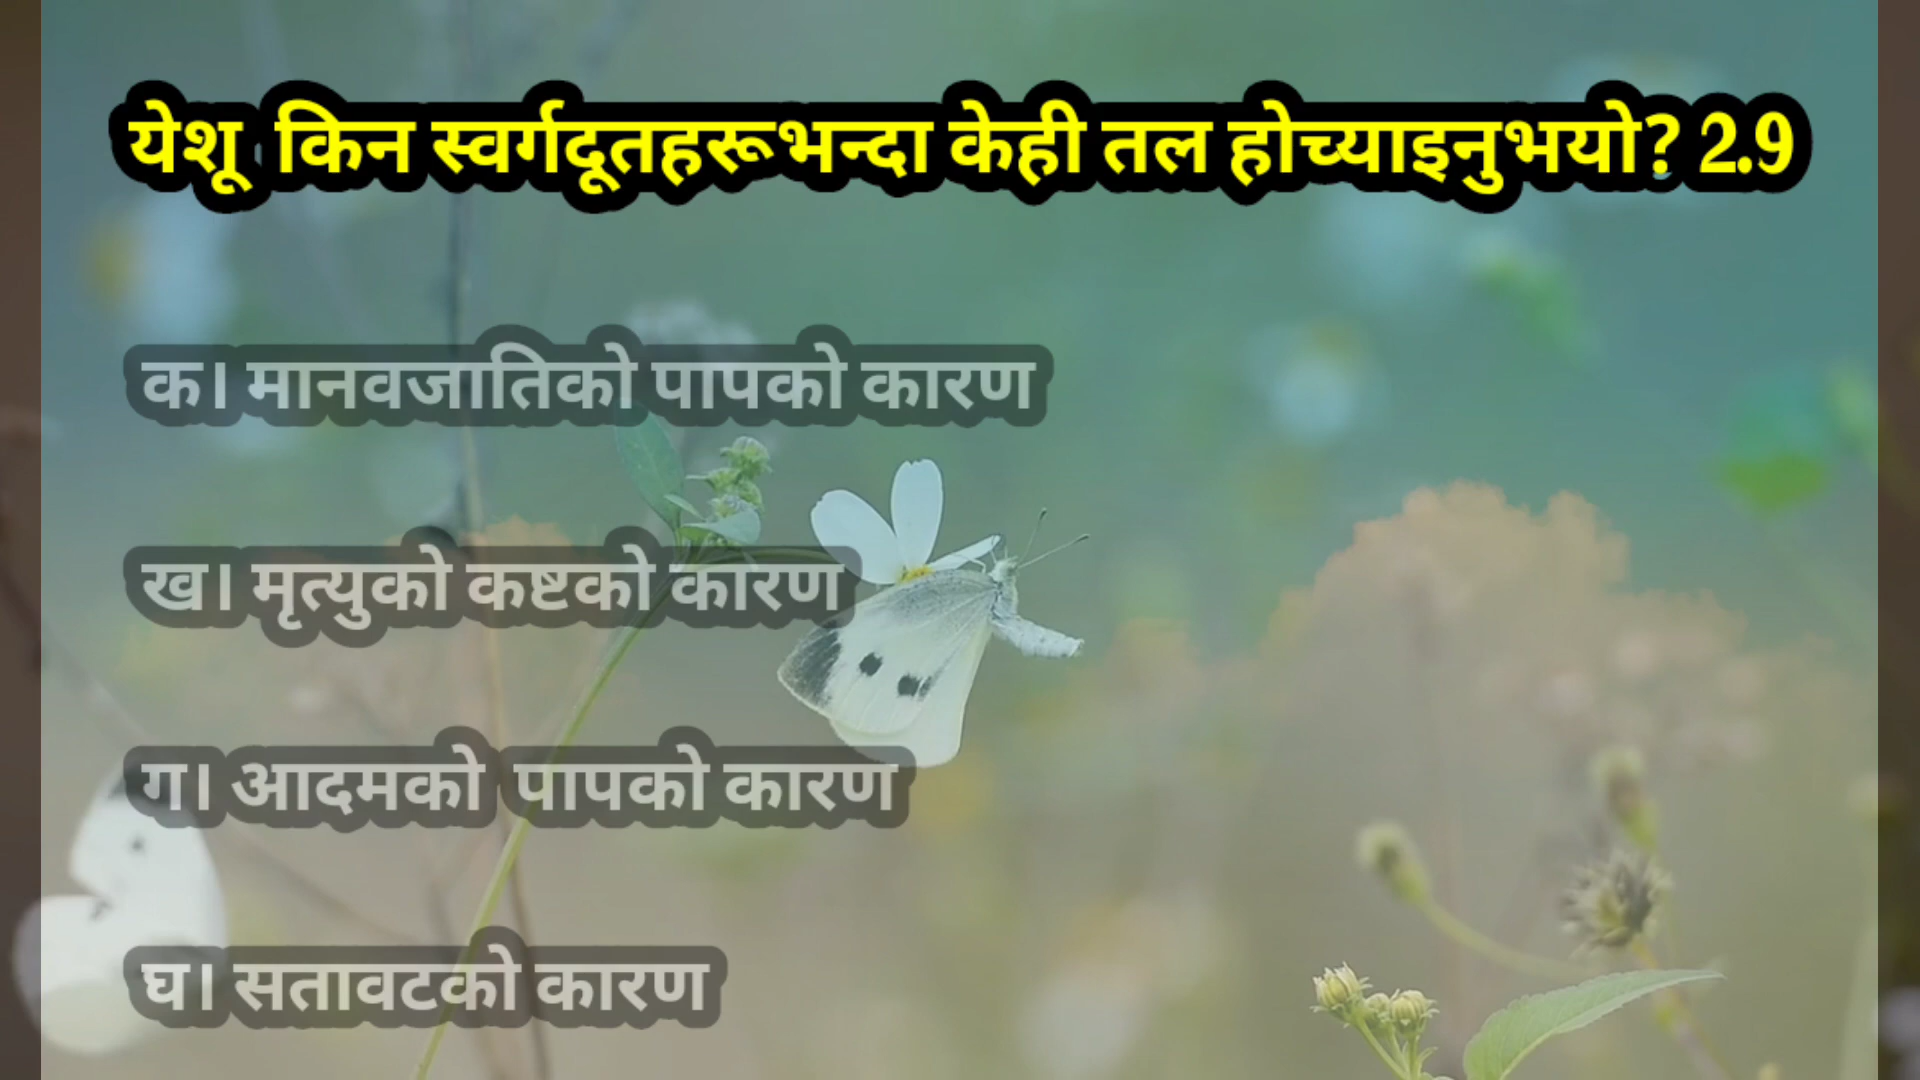 येशू किन स्वर्गदूतहरूभन्दा केही तल होच्याइनुभयो? 2.9
क। मानवजातिको पापको कारण
ख। मृत्युको कष्टको कारण
ग। आदमको पापको कारण
घ। सतावटको कारण